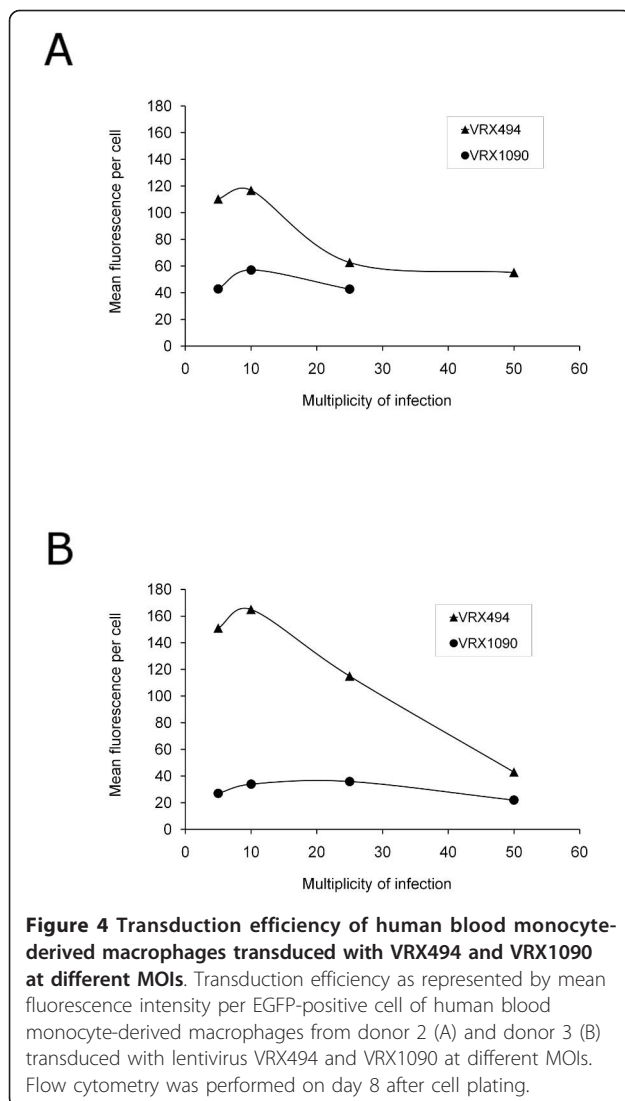 A
180
160
140
120
100
80
60
40
20
0
Mean fluorescence per cell
VRX494
VRX1090
0 10 20 30 40 50 60
Multiplicity of infection
B
180
160
140
120
100
80
60
40
20
0
Mean fluorescence per cell
VRX494
VRX1090
0 10 20 30 40 50 60
Multiplicity of infection
Figure 4 Transduction efficiency of human blood monocyte-
derived macrophages transduced with VRX494 and VRX1090
at different MOIs. Transduction efficiency as represented by mean
fluorescence intensity per EGFP-positive cell of human blood
monocyte-derived macrophages from donor 2 (A) and donor 3 (B)
transduced with lentivirus VRX494 and VRX1090 at different MOIs.
Flow cytometry was performed on day 8 after cell plating.